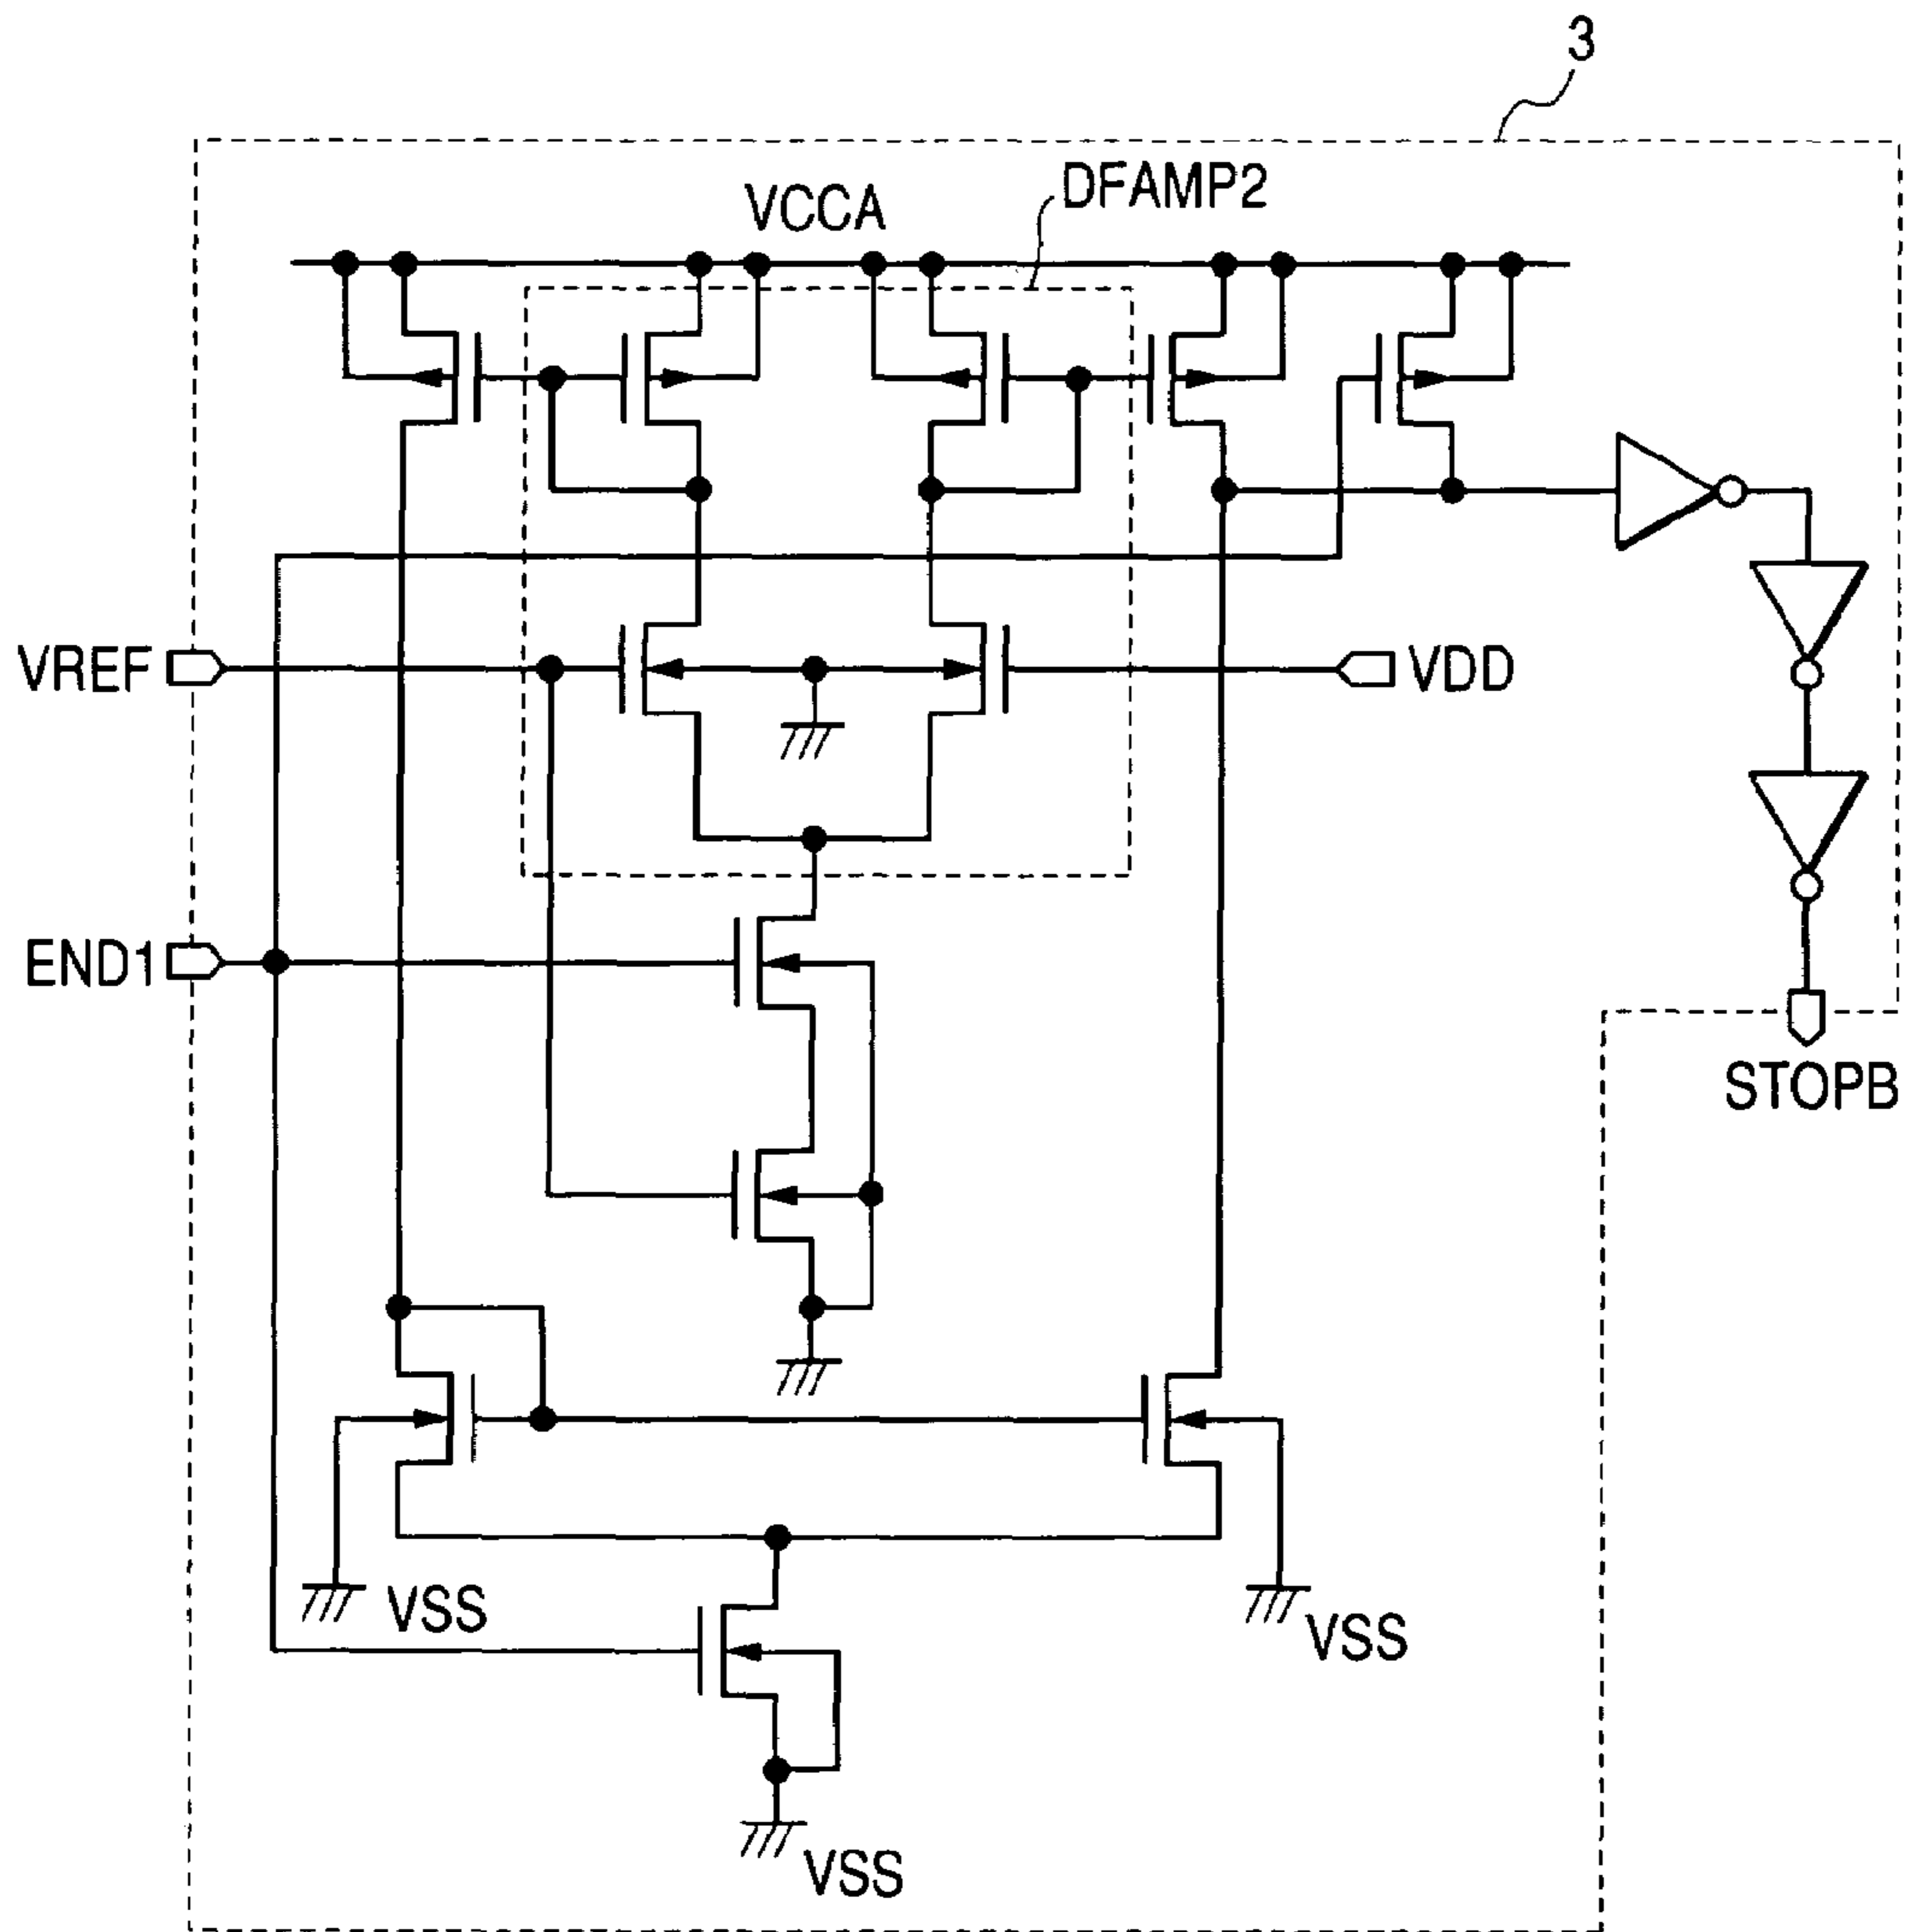 3
DFAMP2
VCCA
VREF
VDD
END1
STOPB
VSS
VSS
VSS